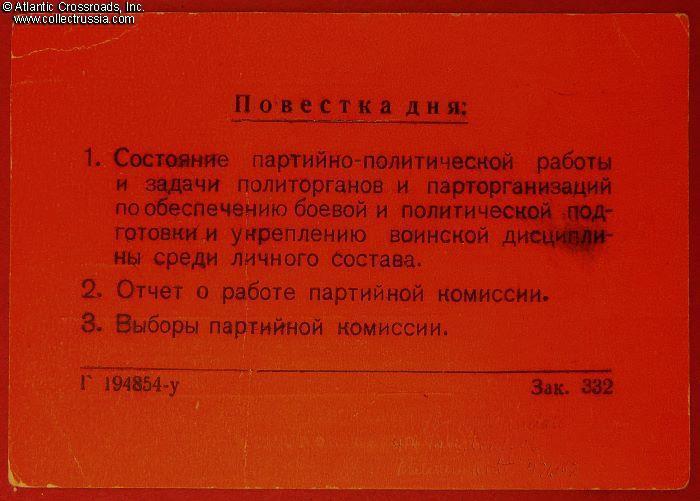 © Atlantic Crossroads, Inc.
www.collectrussia.com
Повестка дня:
1. Состояние партийно-политической работы
и задачи политорганов и парторганизаций
по обеспечению боевой и политической под-
готовки и укреплению воинской дисципли-
ны среди личного состава.
2. Отчет о работе партийной комиссии.
3. Выборы партийной комиссии.
Г 194854-у Зак. 332